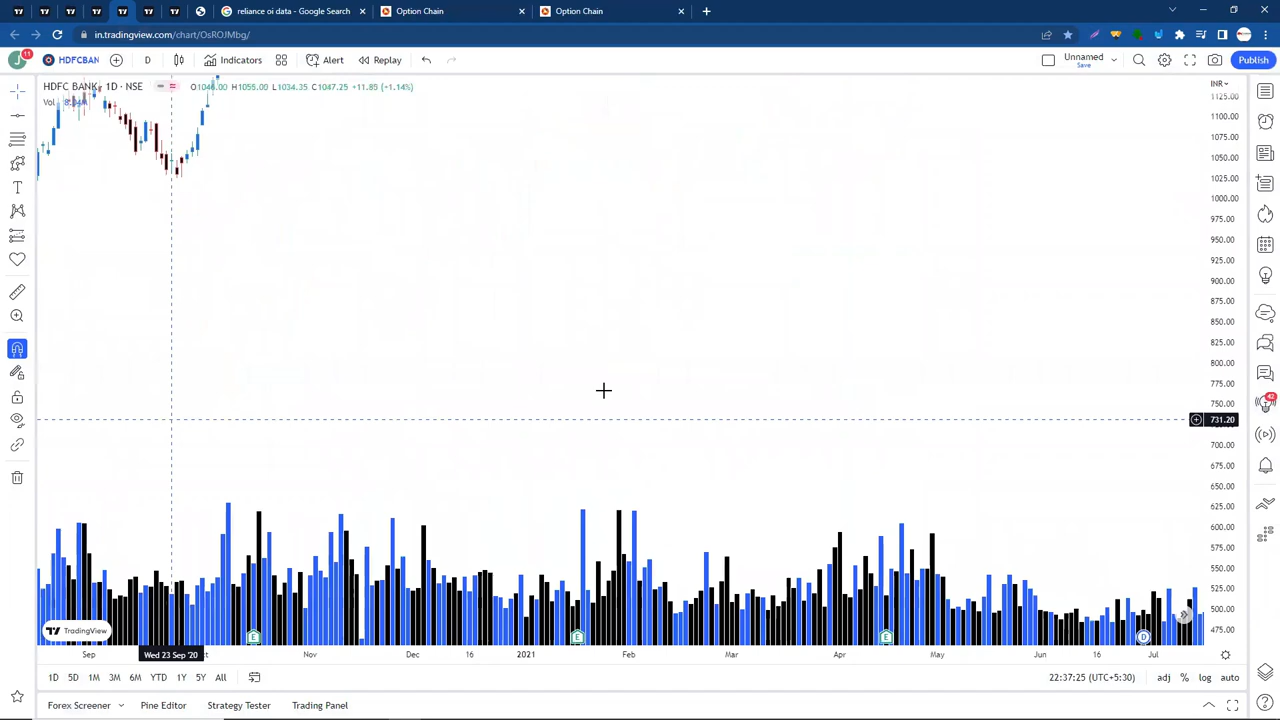 reliance oi data - Google Search
Option Chain
Option Chain
in.tradingview.com/chart/OsROJMbg/
J 11 HDFCBAN D Indicators Alert Replay Unnamed Save Publish
HDFC BANK · 1D · NSE O1046.00 H1055.00 L1034.35 C1047.25 +11.85 (+1.14%)
Vol
INR
1125.00
1100.00
1075.00
1050.00
1025.00
1000.00
975.00
950.00
925.00
900.00
875.00
850.00
825.00
800.00
775.00
750.00
731.20
700.00
675.00
650.00
625.00
600.00
575.00
550.00
525.00
500.00
475.00
42
E E E D
TradingView
Sep Wed 23 Sep '20 Nov Dec 16 2021 Feb Mar Apr May Jun 16 Jul
1D 5D 1M 3M 6M YTD 1Y 5Y All 22:37:25 (UTC+5:30) adj % log auto
Forex Screener Pine Editor Strategy Tester Trading Panel